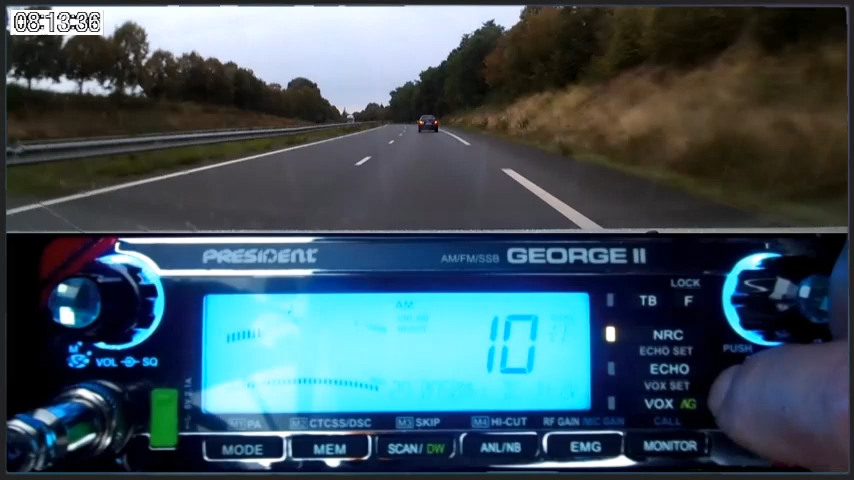 08:13:36
PRESIDENT AM/FM/SSB GEORGE II
LOCK
TB F
AM
10
NRC
PUSH
ECHO SET
ECHO
VOX SET
VOX AG
CALL
M
VOL SQ
M1 PA M2 CTCSS/DSC M3 SKIP M4 HI-CUT RF GAIN /MIC GAIN
MODE MEM SCAN/ DW ANL/NB EMG MONITOR